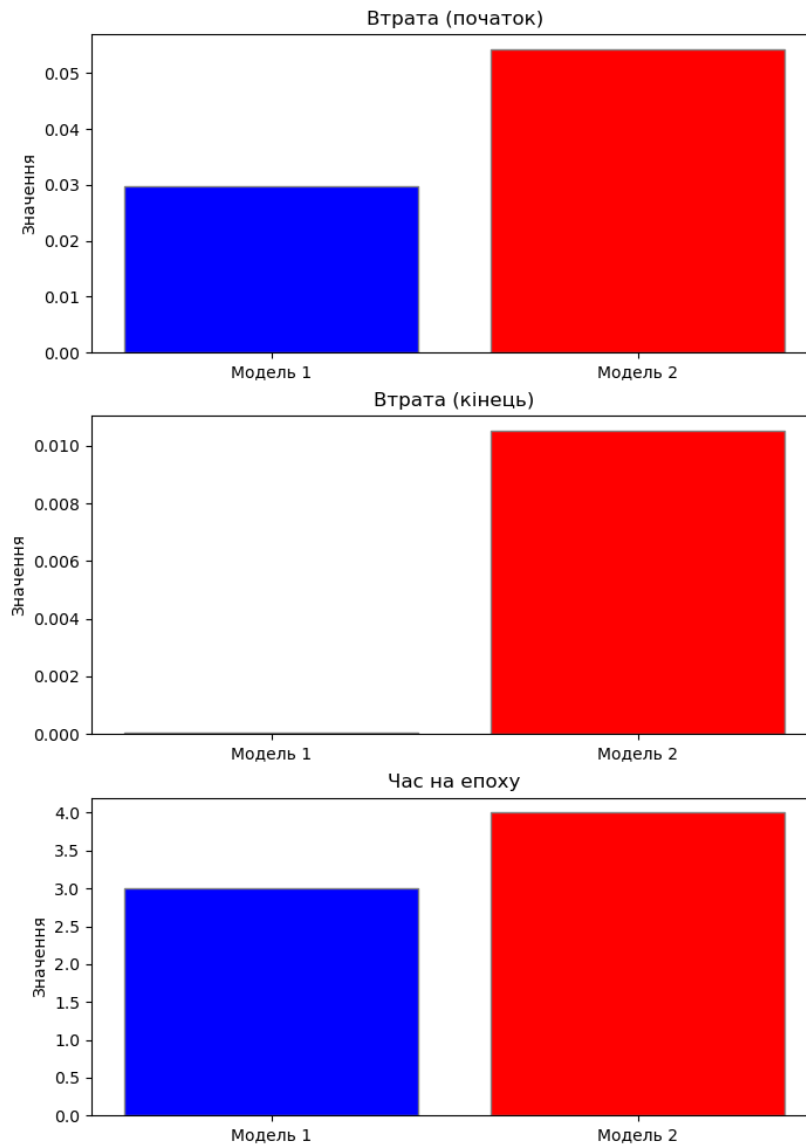 Втрата (початок)
0.05
0.04
0.03
0.02
0.01
0.00
Значення
Модель 1
Модель 2
Втрата (кінець)
0.010
0.008
0.006
0.004
0.002
0.000
Значення
Модель 1
Модель 2
Час на епоху
4.0
3.5
3.0
2.5
2.0
1.5
1.0
0.5
0.0
Значення
Модель 1
Модель 2